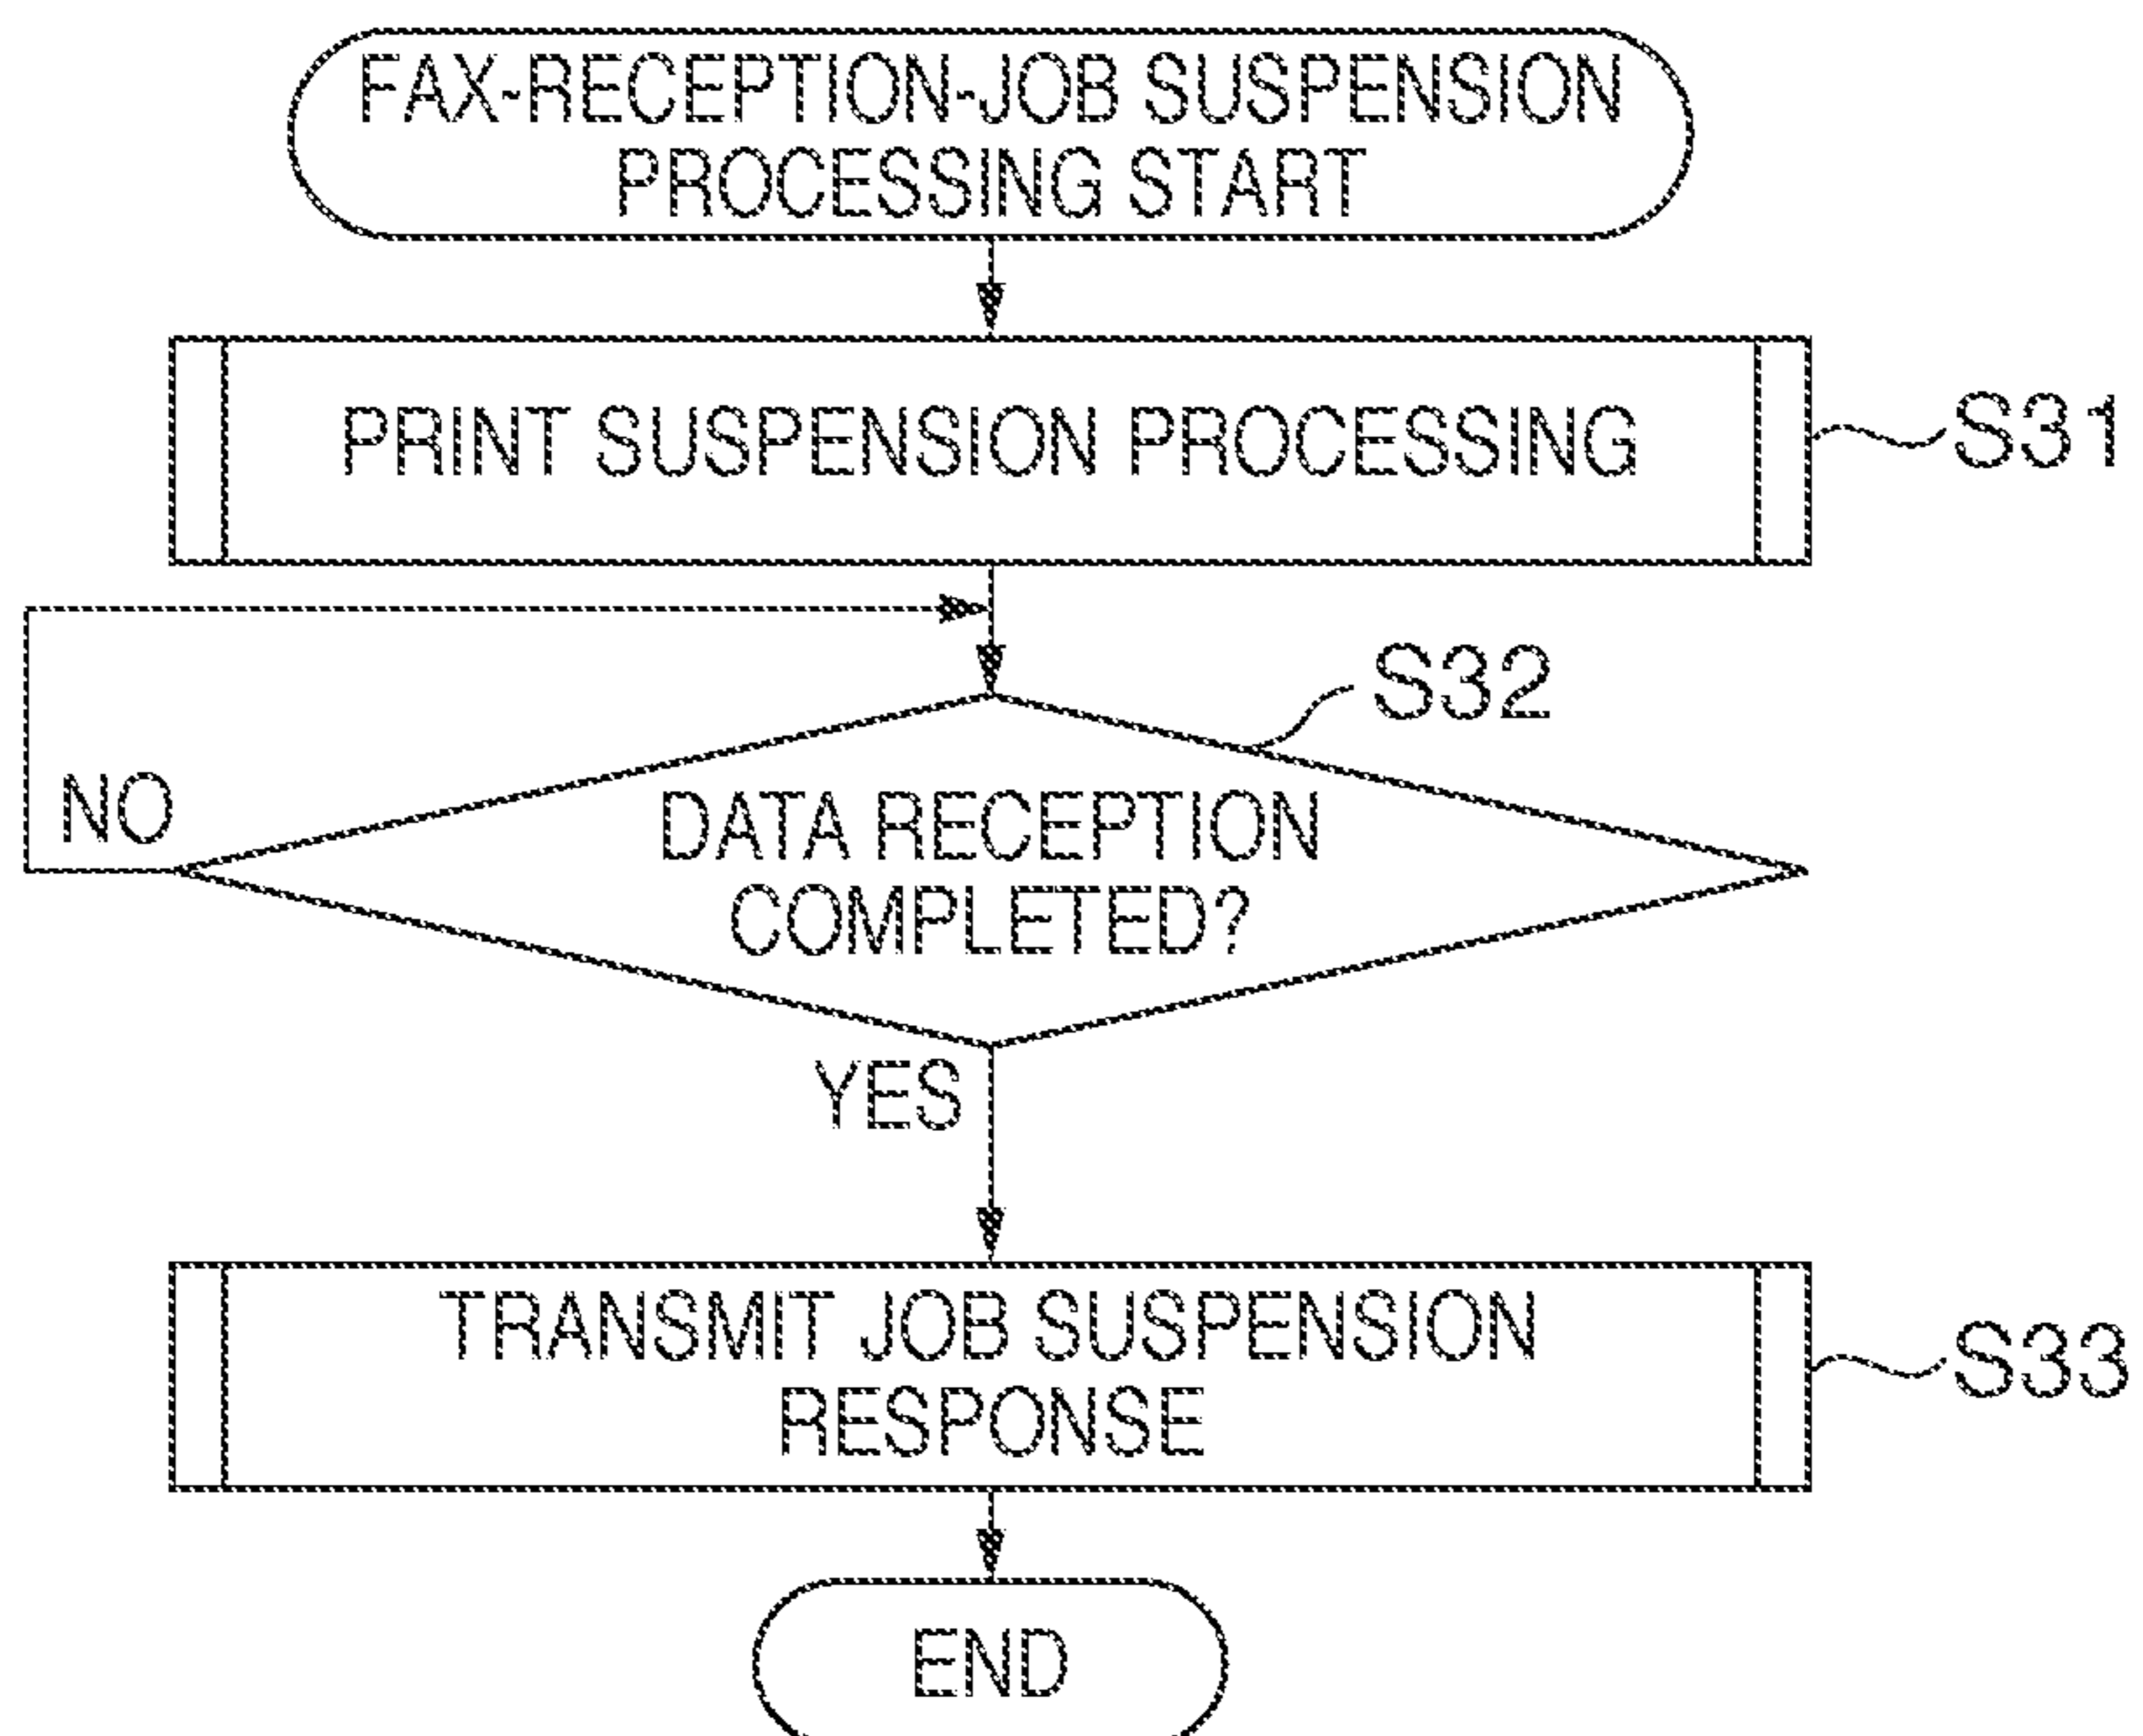 FAX-RECEPTION-JOB SUSPENSION
PROCESSING START
PRINT SUSPENSION PROCESSING
S31
S32
NO
DATA RECEPTION
COMPLETED?
YES
TRANSMIT JOB SUSPENSION
RESPONSE
S33
END